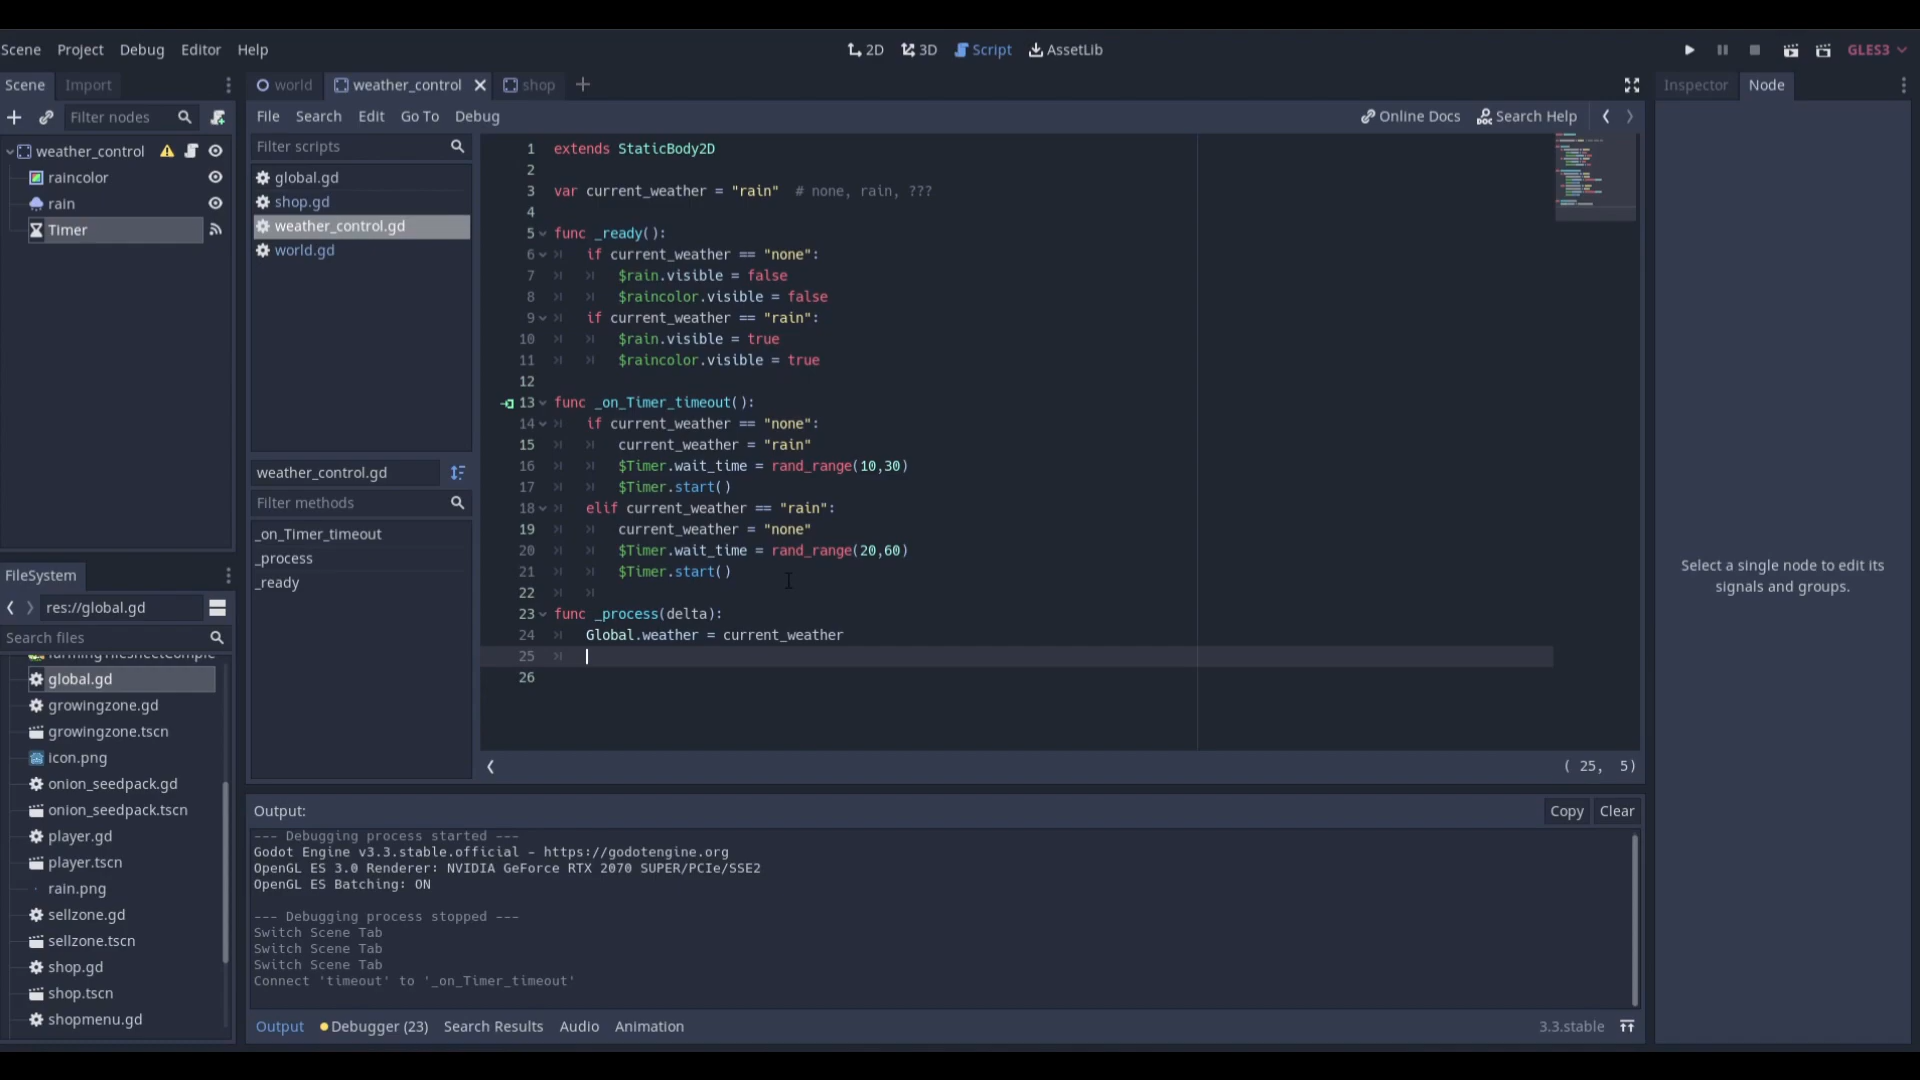 Scene Project Debug Editor Help 2D 3D Script AssetLib GLES3
Scene Import world weather_control shop Inspector Node
Filter nodes File Search Edit Go To Debug Online Docs Search Help
weather_control
raincolor
rain
Timer
Filter scripts
global.gd
shop.gd
weather_control.gd
world.gd
weather_control.gd
Filter methods
_on_Timer_timeout
_process
_ready
1 extends StaticBody2D
2
3 var current_weather = "rain"  # none, rain, ???
4
5 func _ready():
6 if current_weather == "none":
7 $rain.visible = false
8 $raincolor.visible = false
9 if current_weather == "rain":
10 $rain.visible = true
11 $raincolor.visible = true
12
13 func _on_Timer_timeout():
14 if current_weather == "none":
15 current_weather = "rain"
16 $Timer.wait_time = rand_range(10,30)
17 $Timer.start()
18 elif current_weather == "rain":
19 current_weather = "none"
20 $Timer.wait_time = rand_range(20,60)
21 $Timer.start()
22
23 func _process(delta):
24 Global.weather = current_weather
25
26
( 25, 5)
Select a single node to edit its
signals and groups.
FileSystem
res://global.gd
Search files
global.gd
growingzone.gd
growingzone.tscn
icon.png
onion_seedpack.gd
onion_seedpack.tscn
player.gd
player.tscn
rain.png
sellzone.gd
sellzone.tscn
shop.gd
shop.tscn
shopmenu.gd
Output: Copy Clear
--- Debugging process started ---
Godot Engine v3.3.stable.official - https://godotengine.org
OpenGL ES 3.0 Renderer: NVIDIA GeForce RTX 2070 SUPER/PCIe/SSE2
OpenGL ES Batching: ON
--- Debugging process stopped ---
Switch Scene Tab
Switch Scene Tab
Switch Scene Tab
Connect 'timeout' to '_on_Timer_timeout'
Output Debugger (23) Search Results Audio Animation 3.3.stable